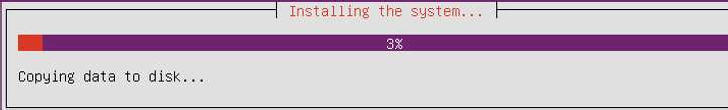 Installing the system...
3%
Copying data to disk...